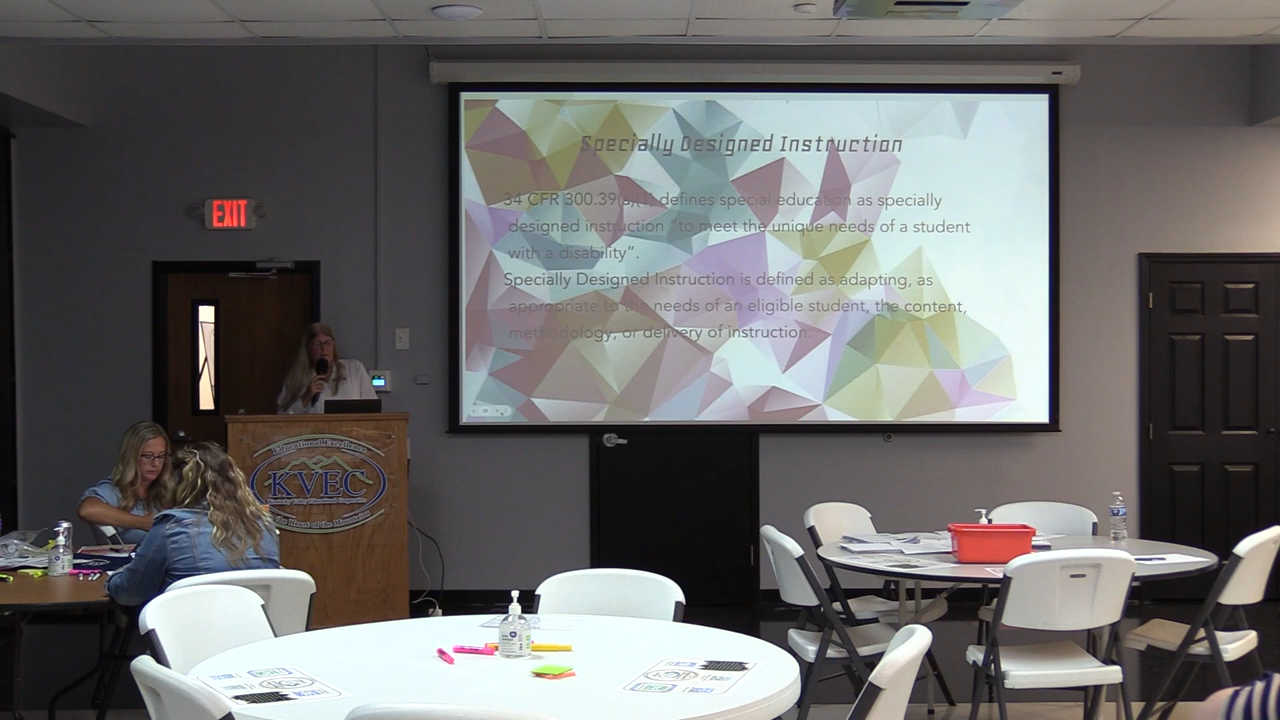 Specially Designed Instruction
34 CFR 300.39(a)(1) defines special education as specially
designed instruction "to meet the unique needs of a student
with a disability".
Specially Designed Instruction is defined as adapting, as
appropriate to the needs of an eligible student, the content,
methodology, or delivery of instruction.
EXIT
Educational Excellence
KVEC
the Heart of the Mountains